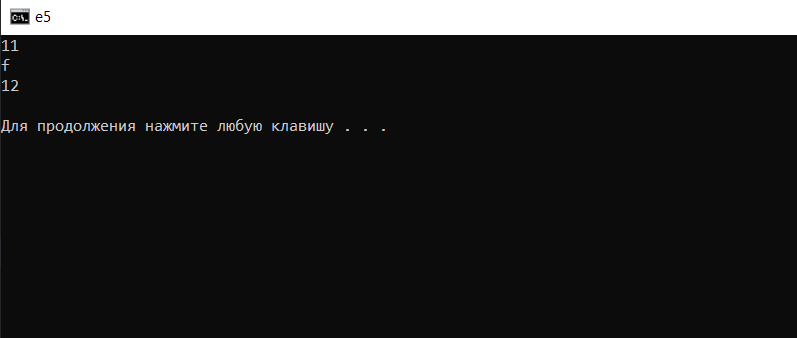 e5
11
f
12
Для продолжения нажмите любую клавишу . . .